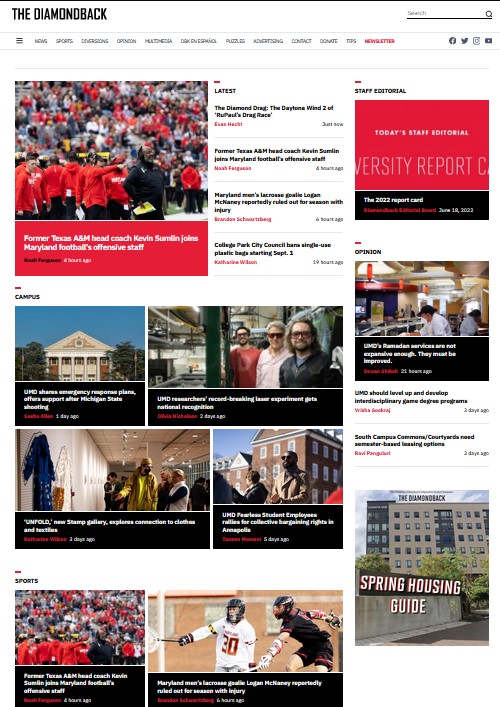 THE DIAMONDBACK
Search
NEWS SPORTS DIVERSIONS OPINION MULTIMEDIA DBK EN ESPAÑOL PUZZLES ADVERTISING CONTACT DONATE TIPS NEWSLETTER
Former Texas A&M head coach Kevin Sumlin joins
Maryland football's offensive staff
Noah Ferguson 4 hours ago
LATEST
The Diamond Drag: The Daytona Wind 2 of
'RuPaul's Drag Race'
Evan Hecht Just now
Former Texas A&M head coach Kevin Sumlin
joins Maryland football's offensive staff
Noah Ferguson 4 hours ago
Maryland men's lacrosse goalie Logan
McNaney reportedly ruled out for season with
injury
Brandon Schwartzberg 6 hours ago
College Park City Council bans single-use
plastic bags starting Sept. 1
Katharine Wilson 19 hours ago
STAFF EDITORIAL
TODAY'S STAFF EDITORIAL
VERSITY REPORT CA
The 2022 report card
Diamondback Editorial Board June 18, 2022
OPINION
UMD's Ramadan services are not
expansive enough. They must be
improved.
21 hours ago
UMD should level up and develop
interdisciplinary game degree programs
Vrisha Sookraj 3 days ago
South Campus Commons/Courtyards need
semester-based leasing options
Ravi Panguluri 3 days ago
THE DIAMONDBACK
SPRING HOUSING
GUIDE
CAMPUS
UMD shares emergency response plans,
offers support after Michigan State
shooting
Sasha Allen 1 day ago
UMD researchers' record-breaking laser experiment gets
national recognition
Olivia Nicholson 2 days ago
'UNFOLD,' new Stamp gallery, explores connection to clothes
and textiles
Katharine Wilson 3 days ago
UMD Fearless Student Employees
rallies for collective bargaining rights in
Annapolis
Taneen Momeni 5 days ago
SPORTS
Former Texas A&M head coach Kevin
Sumlin joins Maryland football's
offensive staff
Noah Ferguson 4 hours ago
Maryland men's lacrosse goalie Logan McNaney reportedly
ruled out for season with injury
Brandon Schwartzberg 6 hours ago
30